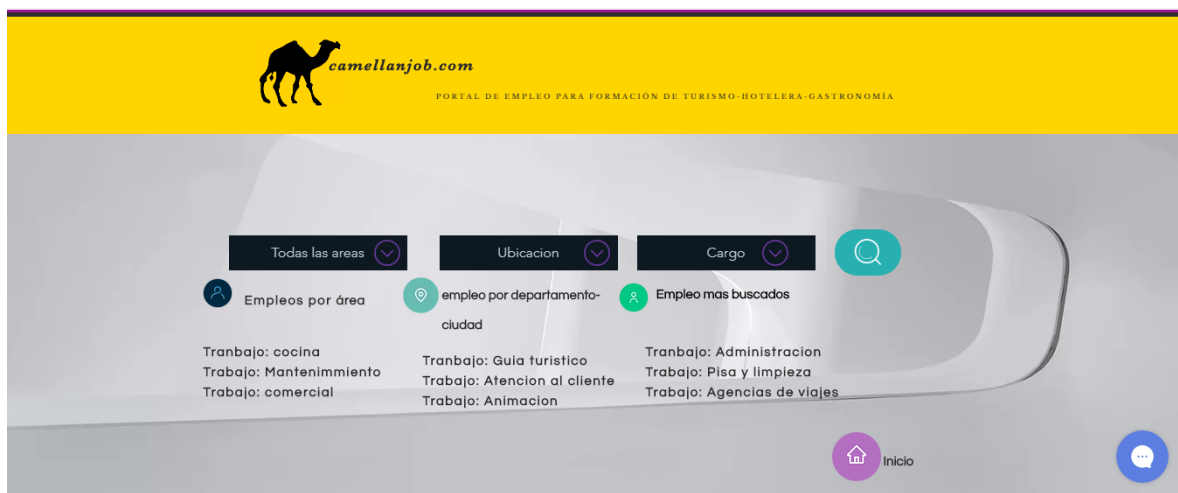 camellanjob.com
PORTAL DE EMPLEO PARA FORMACIÓN DE TURISMO-HOTELERA-GASTRONOMÍA
Todas las areas
Ubicacion
Cargo
Empleos por área
empleo por departamento-
ciudad
Empleo mas buscados
Tranbajo: cocina
Trabajo: Mantenimmiento
Trabajo: comercial
Tranbajo: Guia turistico
Trabajo: Atencion al cliente
Trabajo: Animacion
Tranbajo: Administracion
Trabajo: Pisa y limpieza
Trabajo: Agencias de viajes
Inicio